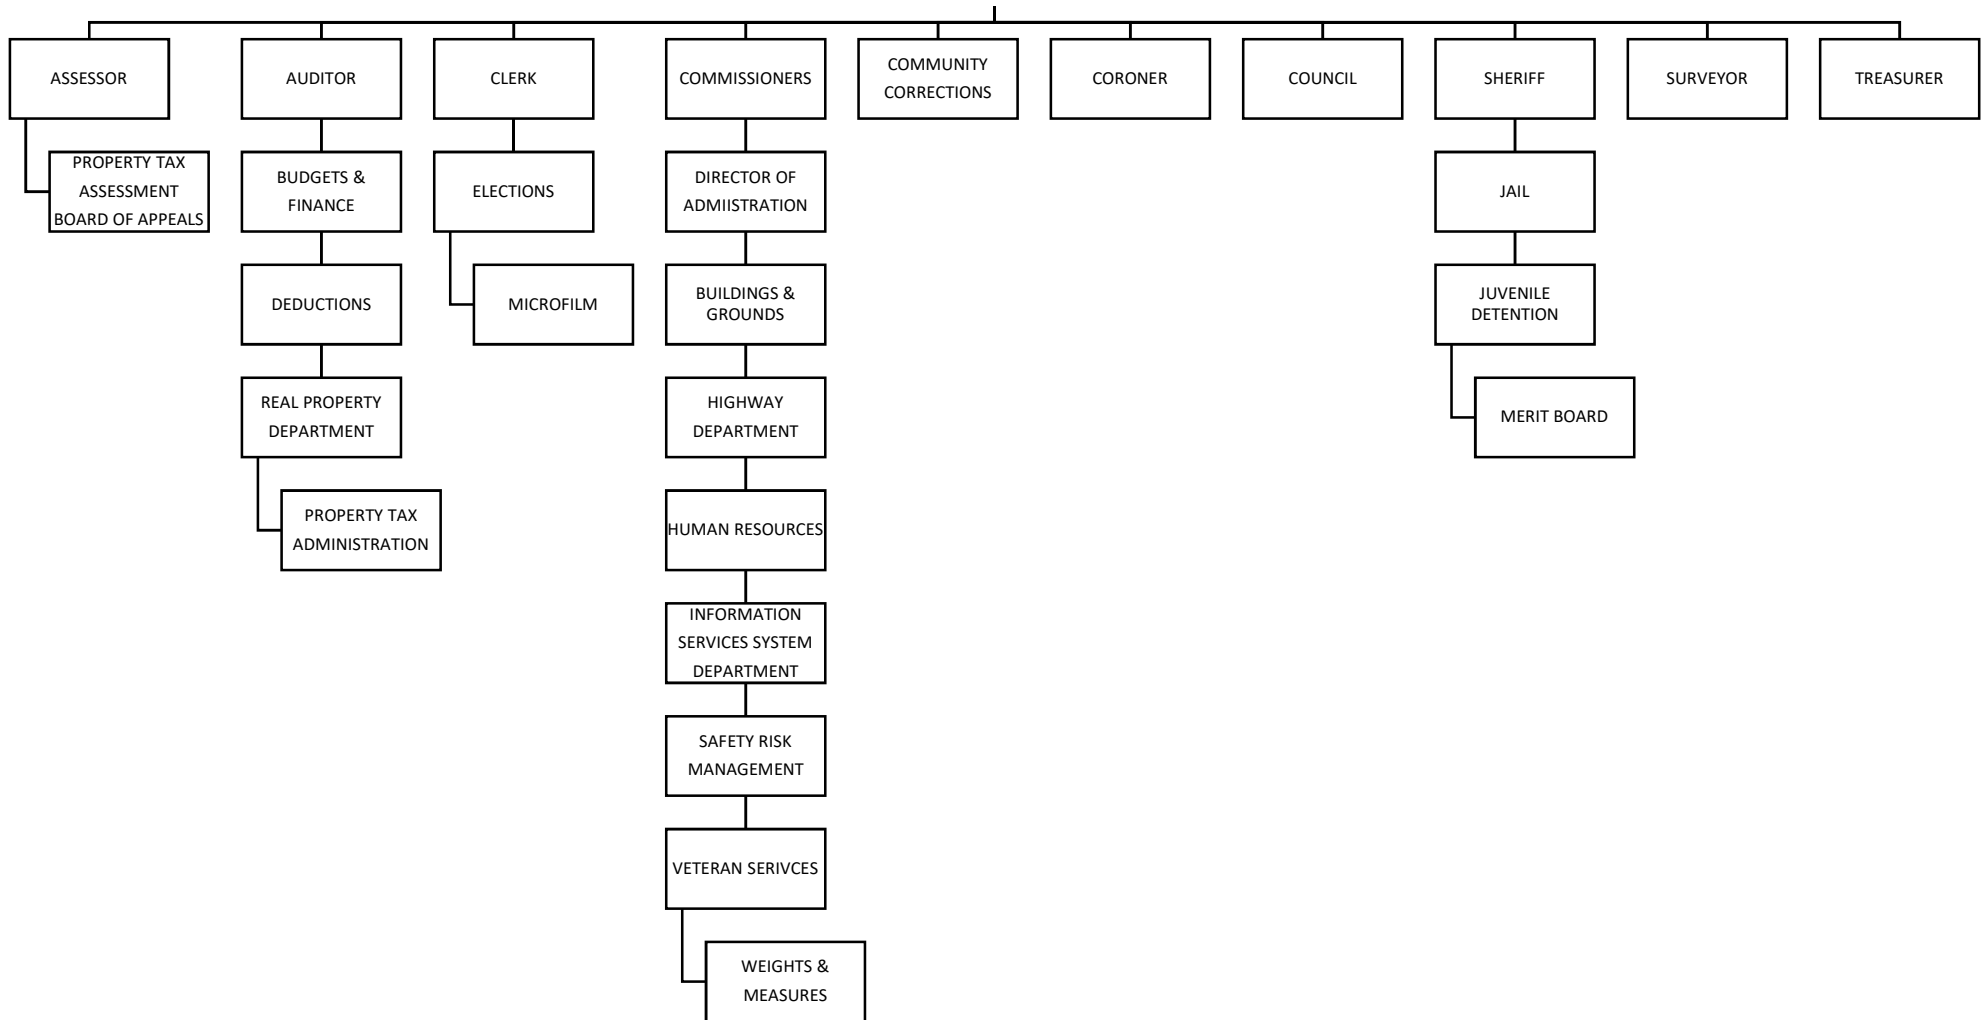 ASSESSOR
PROPERTY TAX
ASSESSMENT
BOARD OF APPEALS
AUDITOR
BUDGETS &
FINANCE
DEDUCTIONS
REAL PROPERTY
DEPARTMENT
PROPERTY TAX
ADMINISTRATION
CLERK
ELECTIONS
MICROFILM
COMMISSIONERS
DIRECTOR OF
ADMIISTRATION
BUILDINGS &
GROUNDS
HIGHWAY
DEPARTMENT
HUMAN RESOURCES
INFORMATION
SERVICES SYSTEM
DEPARTMENT
SAFETY RISK
MANAGEMENT
VETERAN SERIVCES
WEIGHTS &
MEASURES
COMMUNITY
CORRECTIONS
CORONER
COUNCIL
SHERIFF
JAIL
JUVENILE
DETENTION
MERIT BOARD
SURVEYOR
TREASURER